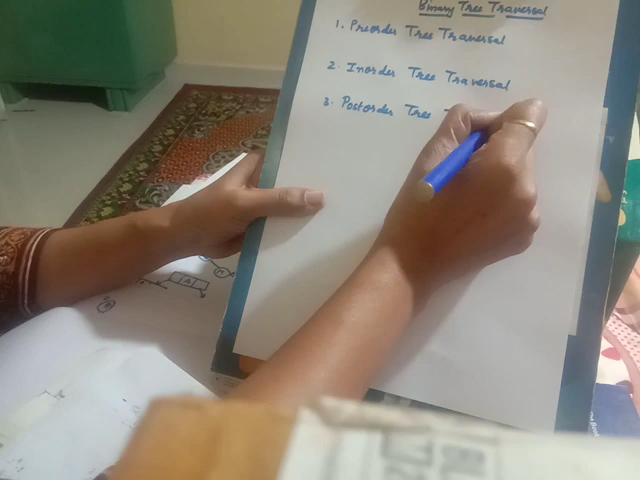 Binary Tree Traversal
1. Preorder Tree Traversal
2. Inorder Tree Traversal
3. Postorder Tree